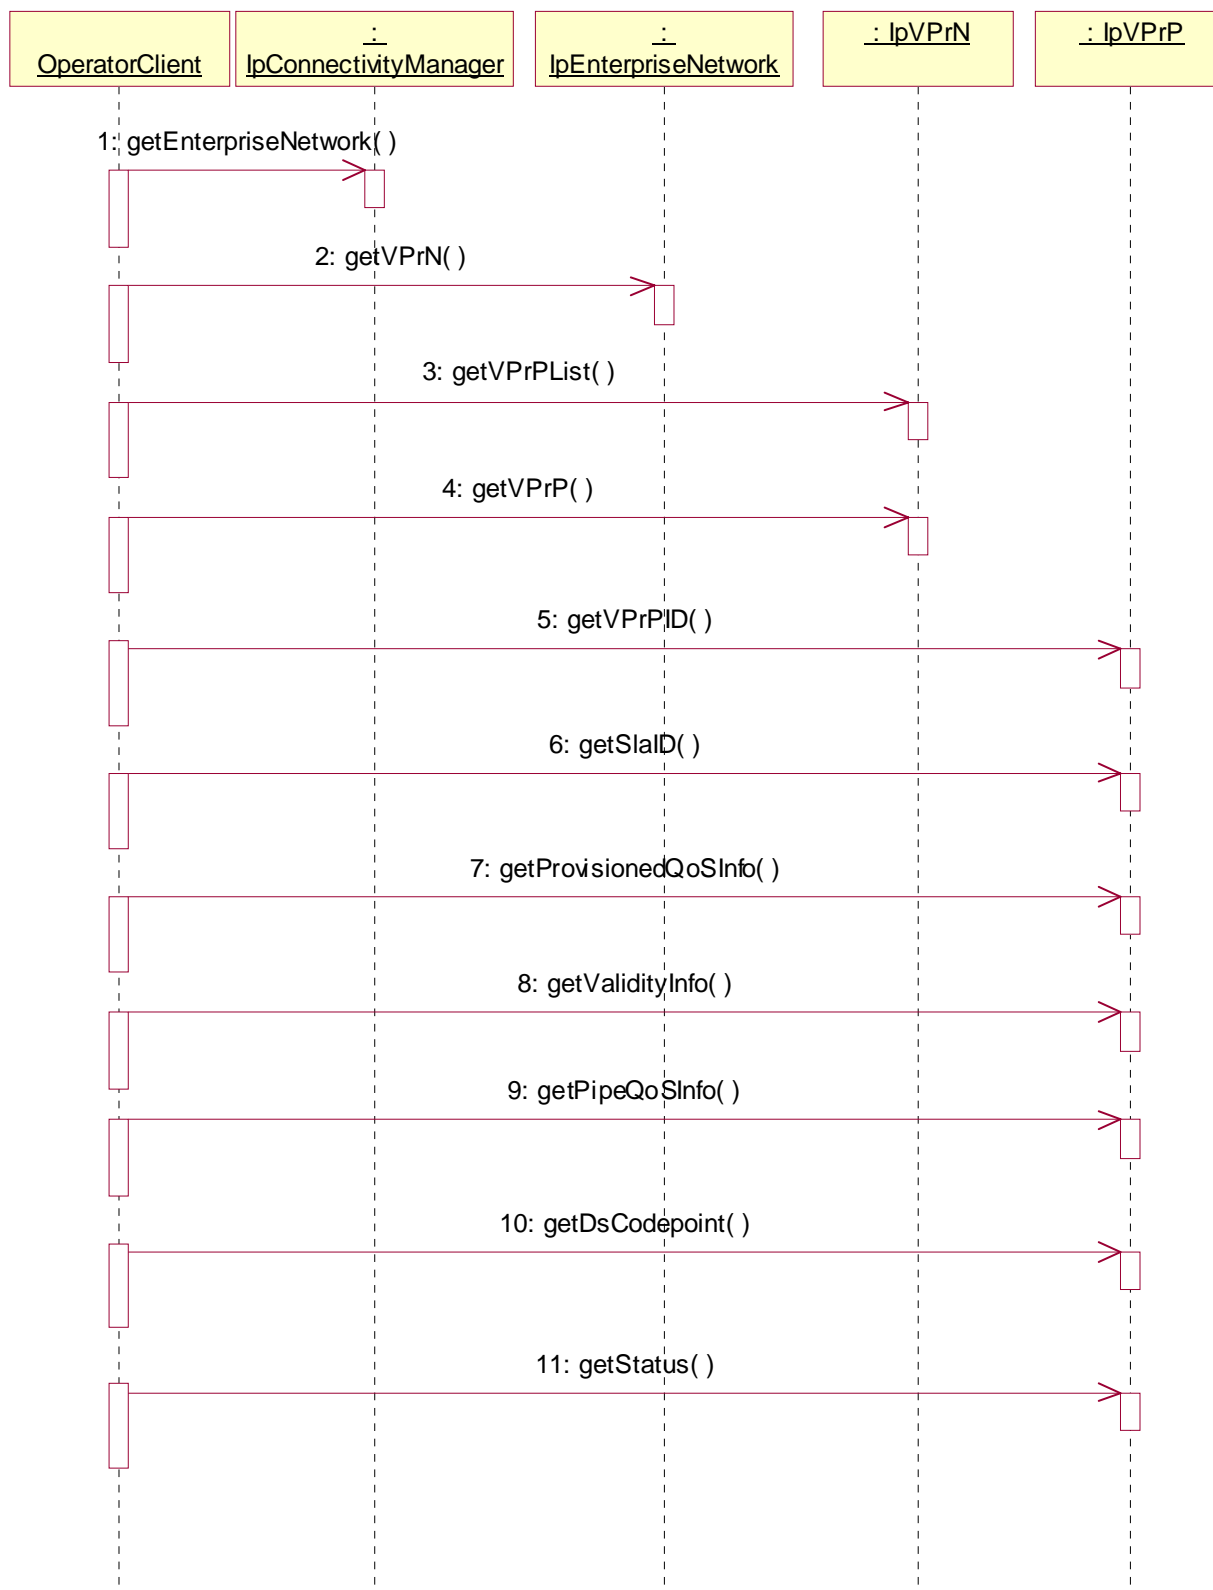 OperatorClient
:
IpConnectivityManager
:
IpEnterpriseNetwork
: IpVPrN
: IpVPrP
1: getEnterpriseNetwork( )
2: getVPrN( )
3: getVPrPList( )
4: getVPrP( )
5: getVPrPID( )
6: getSlaID( )
7: getProvisionedQoSInfo( )
8: getValidityInfo( )
9: getPipeQoSInfo( )
10: getDsCodepoint( )
11: getStatus( )